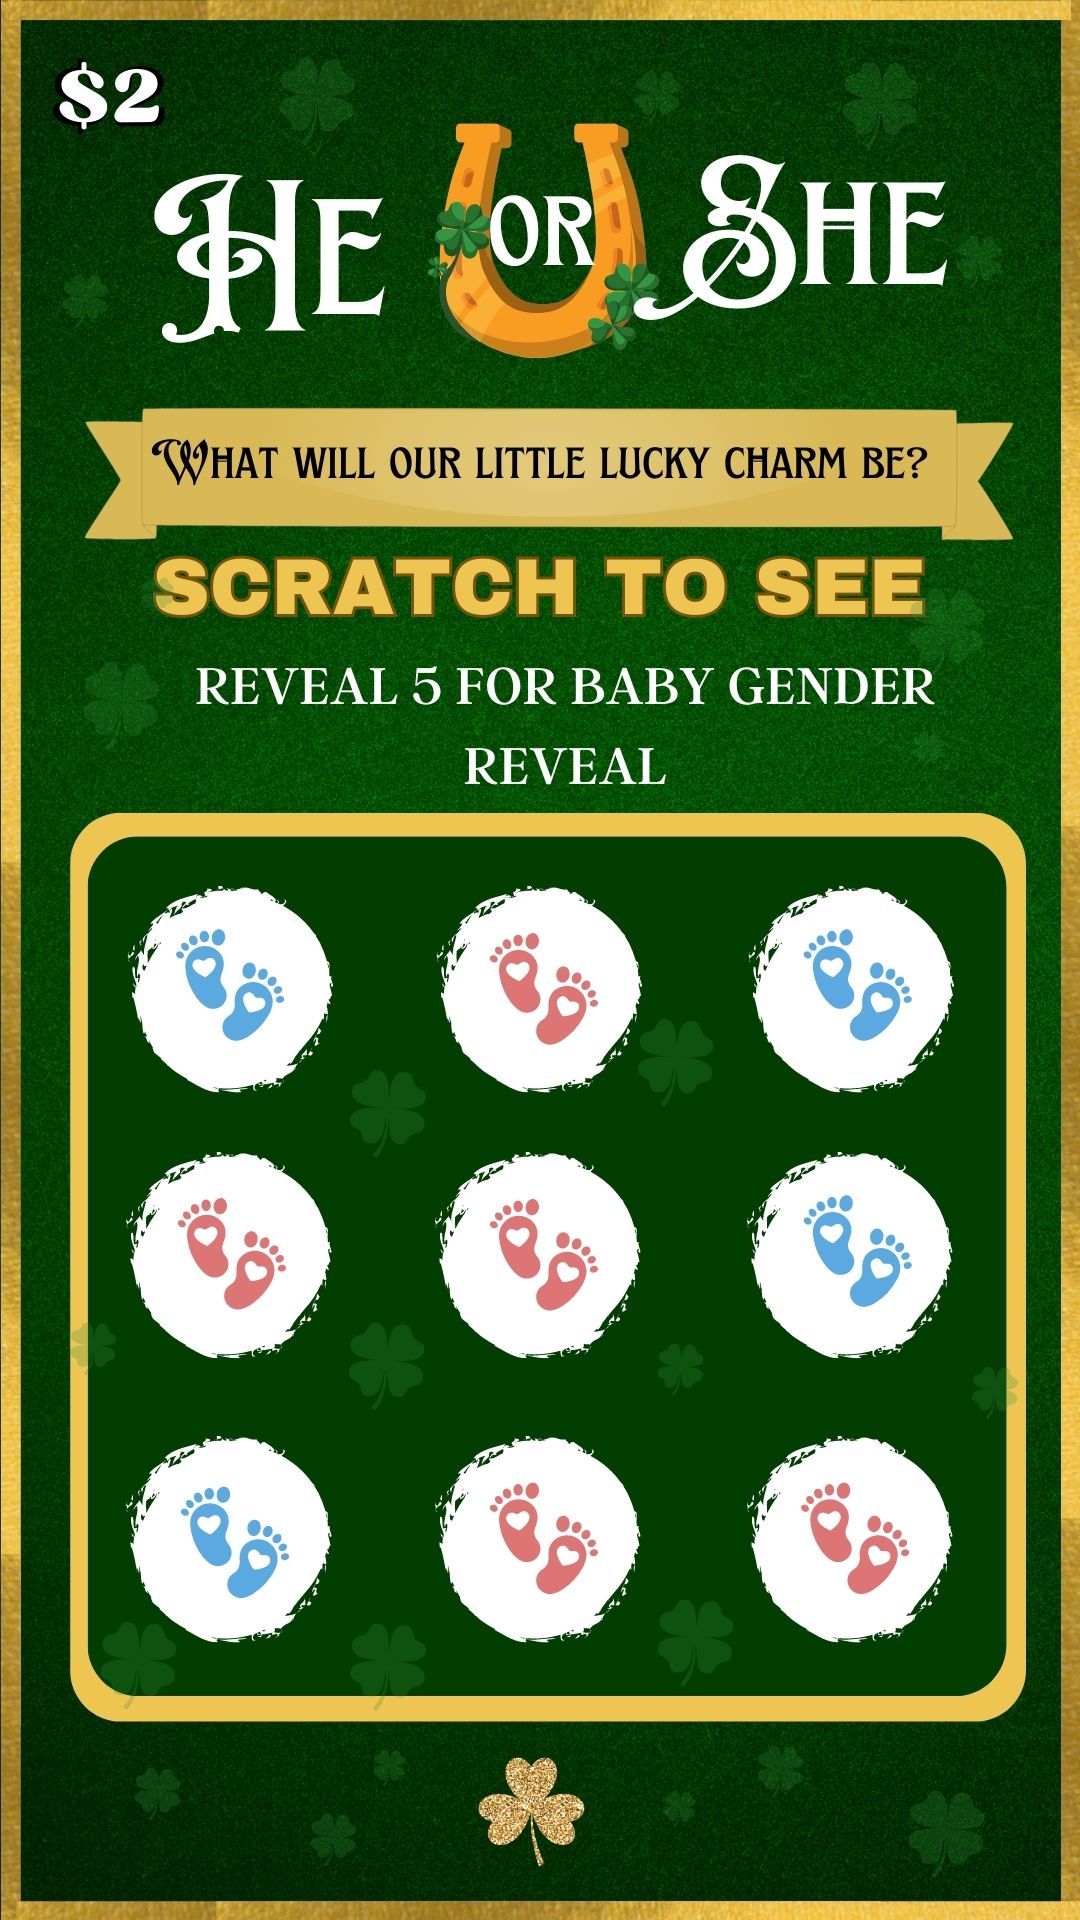 $2
He or She
What will our little lucky charm be?
SCRATCH TO SEE
REVEAL 5 FOR BABY GENDER
REVEAL